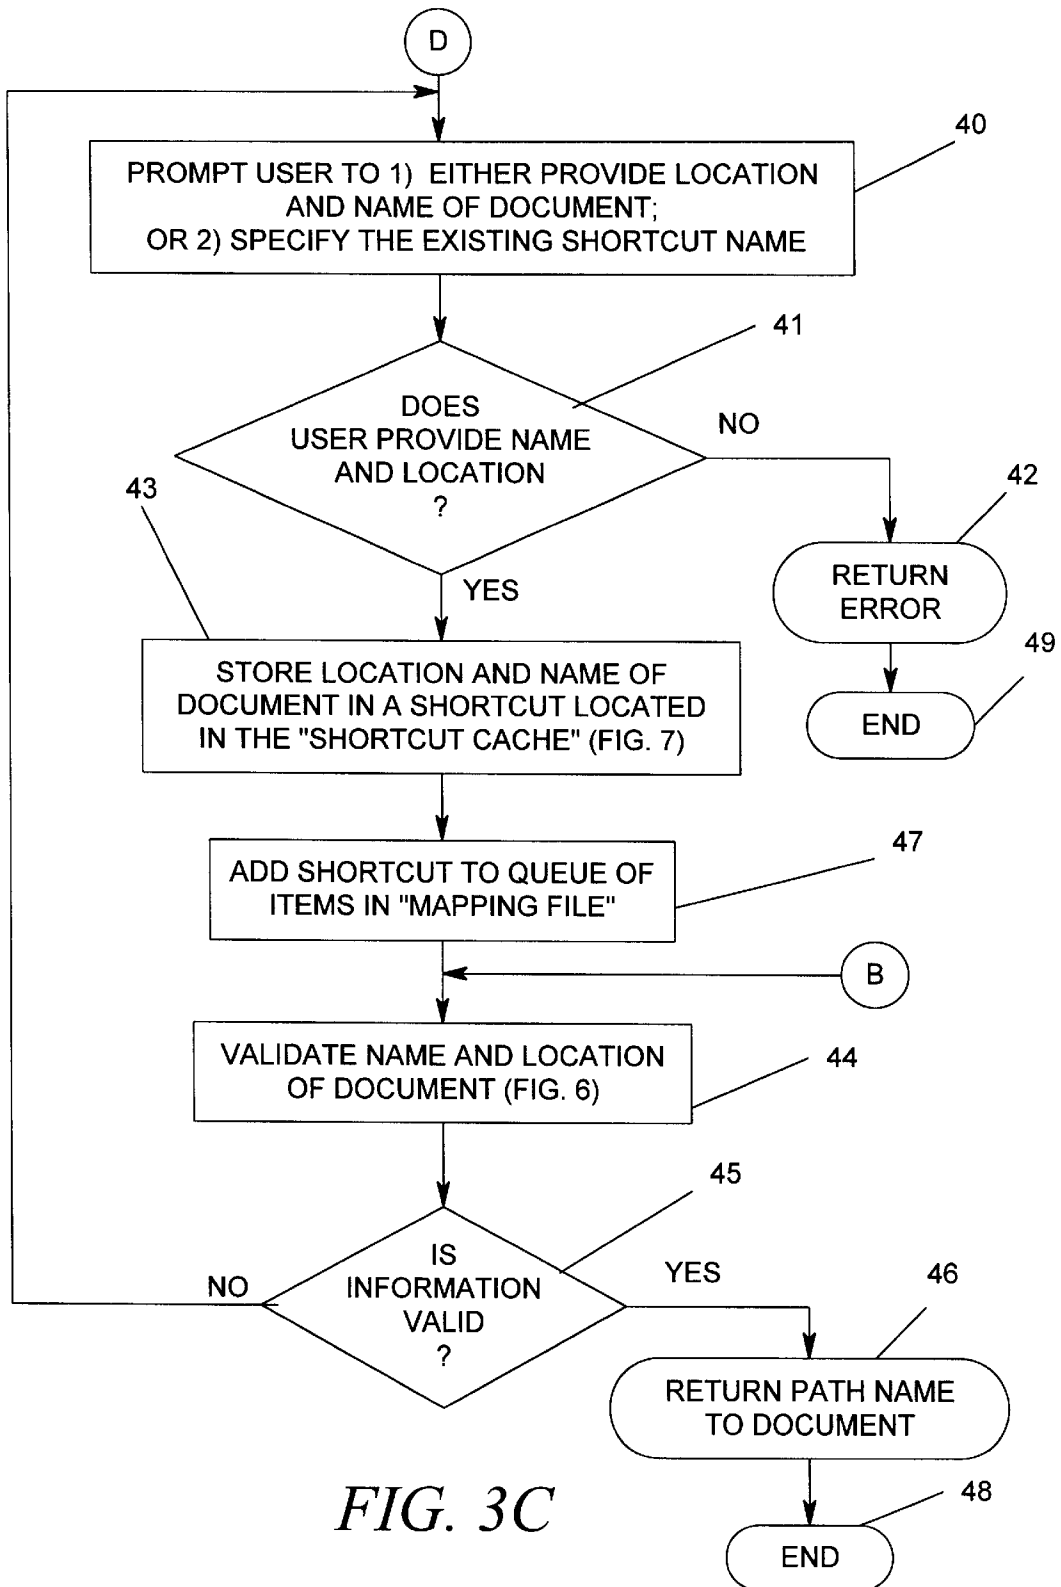 D
40
PROMPT USER TO 1) EITHER PROVIDE LOCATION
AND NAME OF DOCUMENT;
OR 2) SPECIFY THE EXISTING SHORTCUT NAME
41
DOES
USER PROVIDE NAME
AND LOCATION
?
NO
42
43
RETURN
ERROR
YES
49
STORE LOCATION AND NAME OF
DOCUMENT IN A SHORTCUT LOCATED
IN THE "SHORTCUT CACHE" (FIG. 7)
END
47
ADD SHORTCUT TO QUEUE OF
ITEMS IN "MAPPING FILE"
B
VALIDATE NAME AND LOCATION
OF DOCUMENT (FIG. 6)
44
45
IS
INFORMATION
VALID
?
NO
YES
46
RETURN PATH NAME
TO DOCUMENT
48
END
FIG. 3C